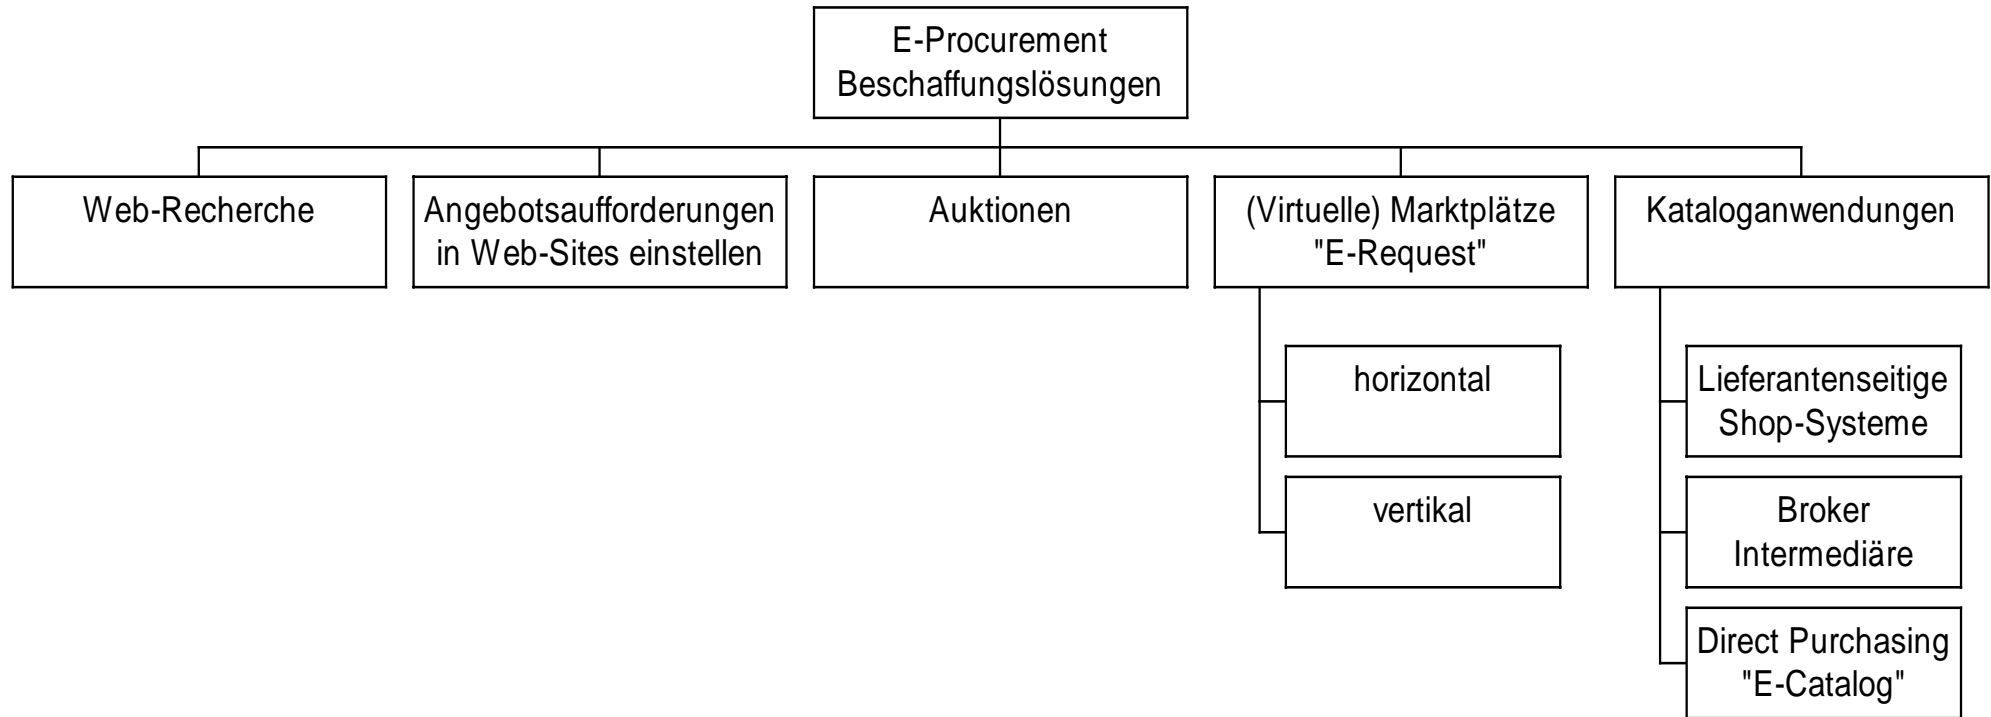 E-Procurement
Beschaffungslösungen
Web-Recherche
Angebotsaufforderungen
in Web-Sites einstellen
Auktionen
(Virtuelle) Marktplätze
"E-Request"
Kataloganwendungen
horizontal
vertikal
Lieferantenseitige
Shop-Systeme
Broker
Intermediäre
Direct Purchasing
"E-Catalog"